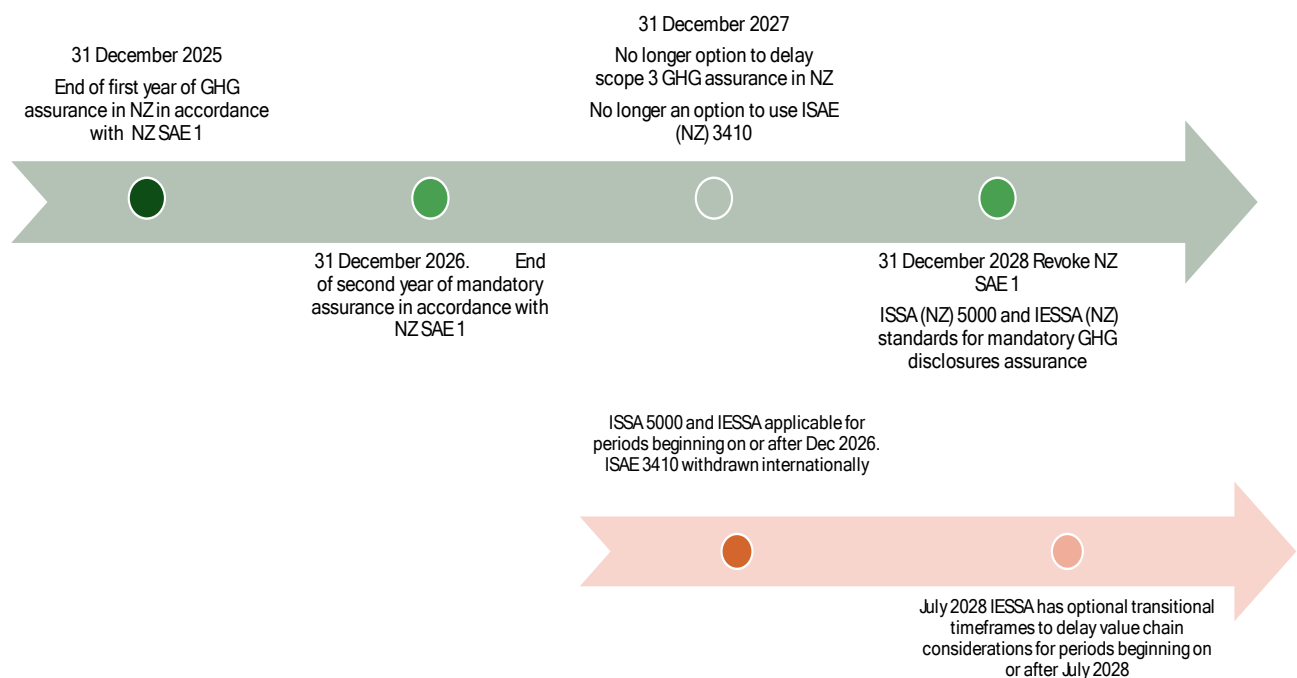 31 December 2025
End of first year of GHG
assurance in NZ in accordance
with NZ SAE 1
31 December 2026. End
of second year of mandatory
assurance in accordance with
NZ SAE 1
31 December 2027
No longer option to delay
scope 3 GHG assurance in NZ
No longer an option to use ISAE
(NZ) 3410
31 December 2028 Revoke NZ
SAE 1
ISSA (NZ) 5000 and IESSA (NZ)
standards for mandatory GHG
disclosures assurance
ISSA 5000 and IESSA applicable for
periods beginning on or after Dec 2026.
ISAE 3410 withdrawn internationally
July 2028 IESSA has optional transitional
timeframes to delay value chain
considerations for periods beginning on
or after July 2028